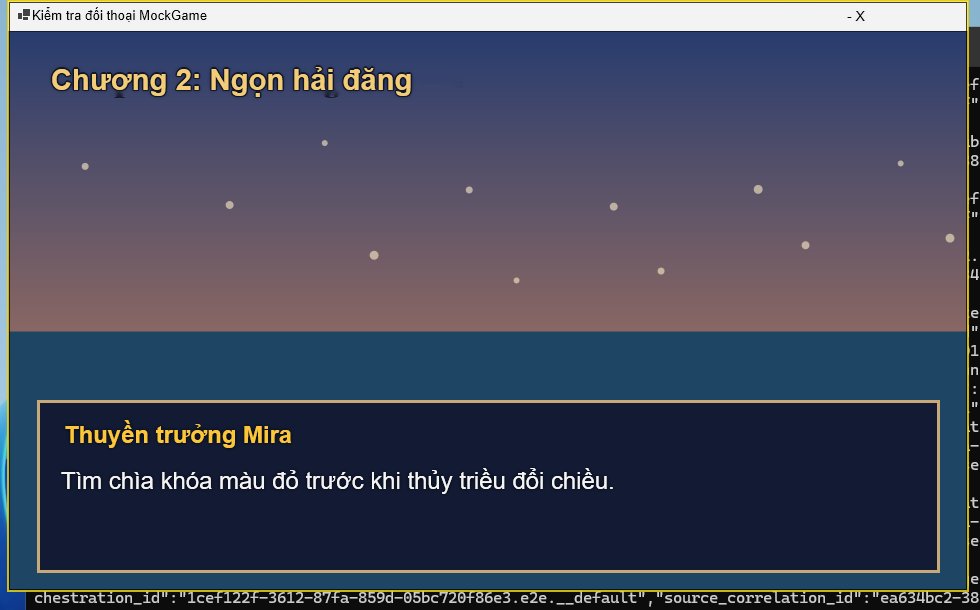 Kiểm tra đối thoại MockGame
- X
Chương 2: Ngọn hải đăng
Thuyền trưởng Mira
Tìm chìa khóa màu đỏ trước khi thủy triều đổi chiều.
chestration_id":"1cef122f-3612-87fa-859d-05bc720f86e3.e2e.__default","source_correlation_id":"ea634bc2-38